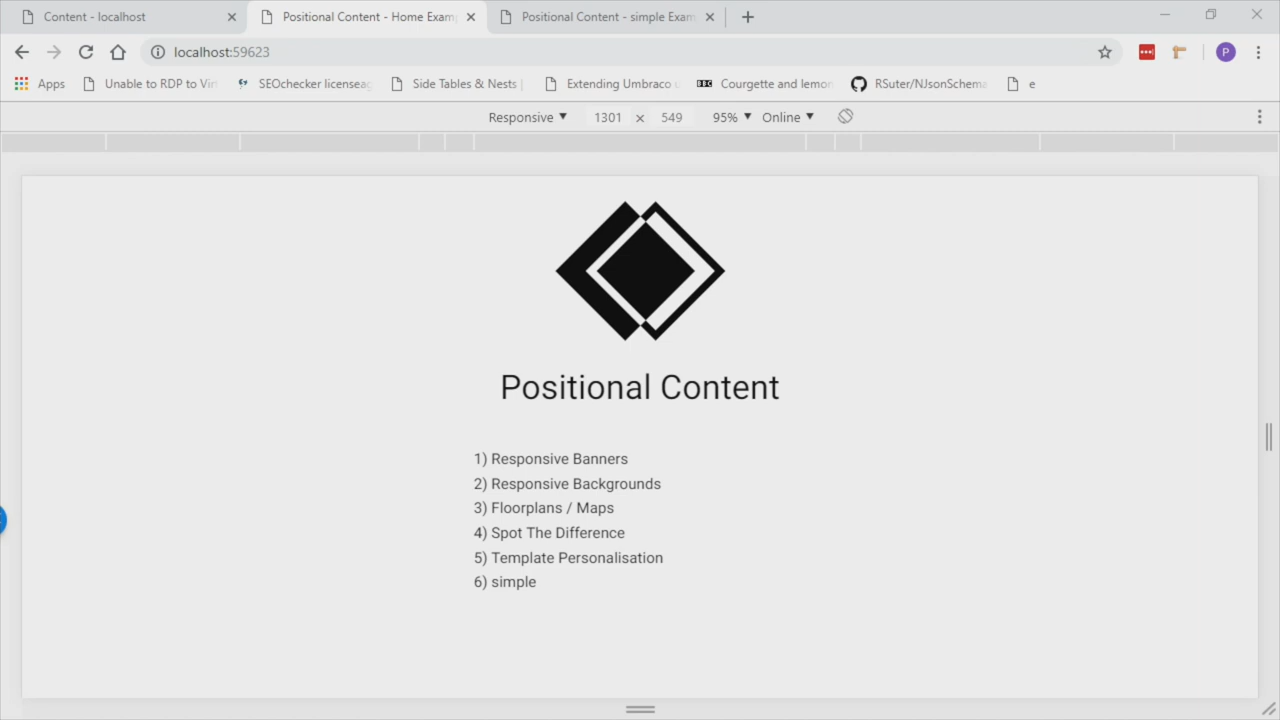 Content - localhost
Positional Content - Home Examp
Positional Content - simple Exam
localhost:59623
P
Apps
Unable to RDP to Virt
SEOchecker licenseag
Side Tables & Nests |
Extending Umbraco u
BBC
Courgette and lemon
RSuter/NJsonSchema
e
Responsive 1301 × 549 95% Online
Positional Content
1) Responsive Banners
2) Responsive Backgrounds
3) Floorplans / Maps
4) Spot The Difference
5) Template Personalisation
6) simple